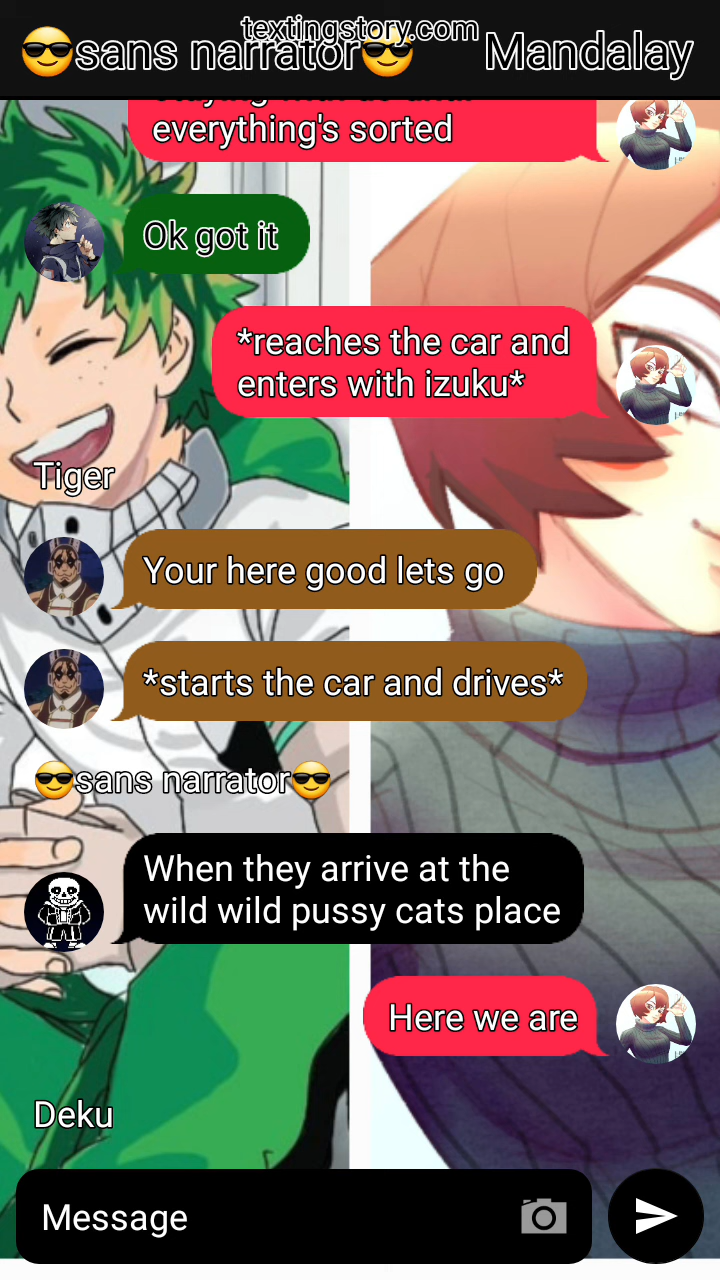 textingstory.com
😎sans narrator😎 Mandalay
everything's sorted
Ok got it
*reaches the car and
enters with izuku*
Tiger
Your here good lets go
*starts the car and drives*
😎sans narrator😎
When they arrive at the
wild wild pussy cats place
Here we are
Deku
Message